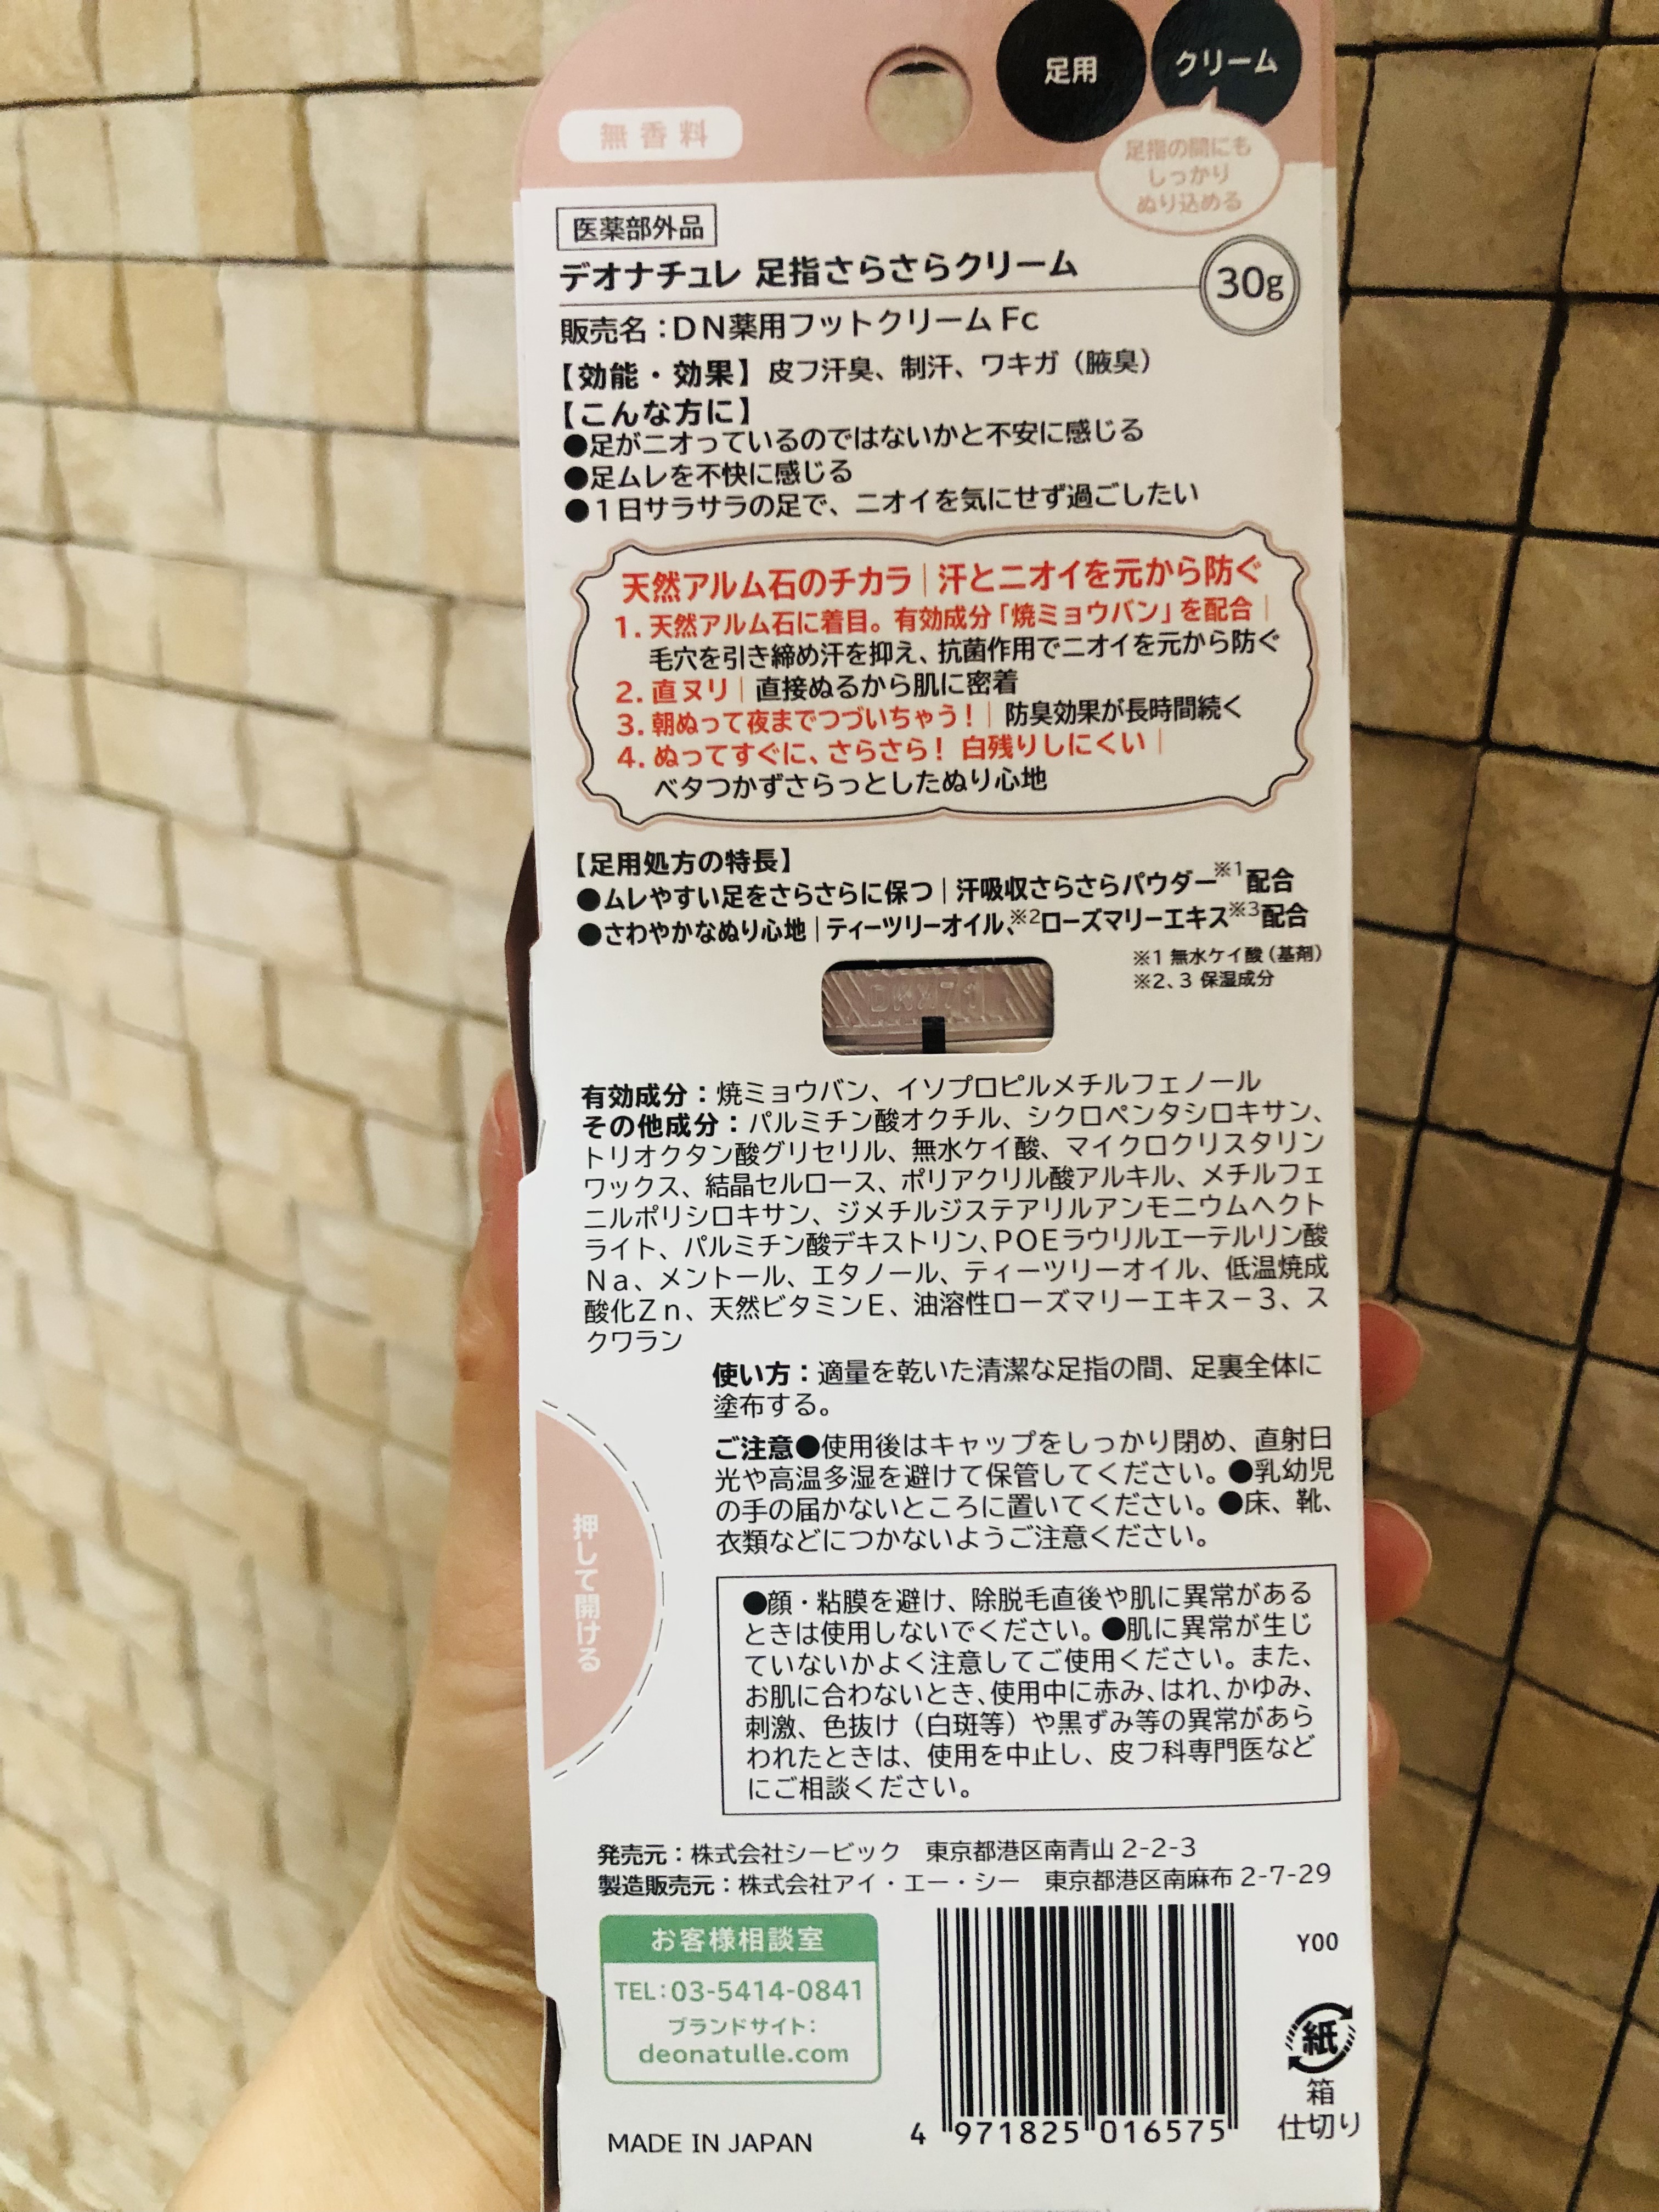 足用
クリーム
無香料
足指の間にも
しっかり
ぬり込める
医薬部外品
デオナチュレ 足指さらさらクリーム
30g
販売名：DN薬用フットクリーム Fc
【効能・効果】皮フ汗臭、制汗、ワキガ（腋臭）
【こんな方に】
●足がニオっているのではないかと不安に感じる
●足ムレを不快に感じる
●1日サラサラの足で、ニオイを気にせず過ごしたい
天然アルム石のチカラ｜汗とニオイを元から防ぐ
1. 天然アルム石に着目。有効成分「焼ミョウバン」を配合｜
毛穴を引き締め汗を抑え、抗菌作用でニオイを元から防ぐ
2. 直ヌリ｜直接ぬるから肌に密着
3. 朝ぬって夜までつづいちゃう！｜防臭効果が長時間続く
4. ぬってすぐに、さらさら！ 白残りしにくい｜
ベタつかずさらっとしたぬり心地
【足用処方の特長】
●ムレやすい足をさらさらに保つ｜汗吸収さらさらパウダー※1配合
●さわやかなぬり心地｜ティーツリーオイル、※2ローズマリーエキス※3配合
※1 無水ケイ酸（基剤）
※2、3 保湿成分
有効成分：焼ミョウバン、イソプロピルメチルフェノール
その他成分：パルミチン酸オクチル、シクロペンタシロキサン、
トリオクタン酸グリセリル、無水ケイ酸、マイクロクリスタリン
ワックス、結晶セルロース、ポリアクリル酸アルキル、メチルフェ
ニルポリシロキサン、ジメチルジステアリルアンモニウムヘクト
ライト、パルミチン酸デキストリン、POEラウリルエーテルリン酸
Na、メントール、エタノール、ティーツリーオイル、低温焼成
酸化Zn、天然ビタミンE、油溶性ローズマリーエキス－3、ス
クワラン
使い方：適量を乾いた清潔な足指の間、足裏全体に
塗布する。
ご注意●使用後はキャップをしっかり閉め、直射日
光や高温多湿を避けて保管してください。●乳幼児
の手の届かないところに置いてください。●床、靴、
衣類などにつかないようご注意ください。
押して開ける
●顔・粘膜を避け、除脱毛直後や肌に異常がある
ときは使用しないでください。●肌に異常が生じ
ていないかよく注意してご使用ください。また、
お肌に合わないとき、使用中に赤み、はれ、かゆみ、
刺激、色抜け（白斑等）や黒ずみ等の異常があら
われたときは、使用を中止し、皮フ科専門医など
にご相談ください。
発売元：株式会社シービック 東京都港区南青山 2-2-3
製造販売元：株式会社アイ・エー・シー 東京都港区南麻布 2-7-29
お客様相談室
TEL：03-5414-0841
ブランドサイト：
deonatulle.com
MADE IN JAPAN
4 971825 016575
Y00
紙
箱
仕切り